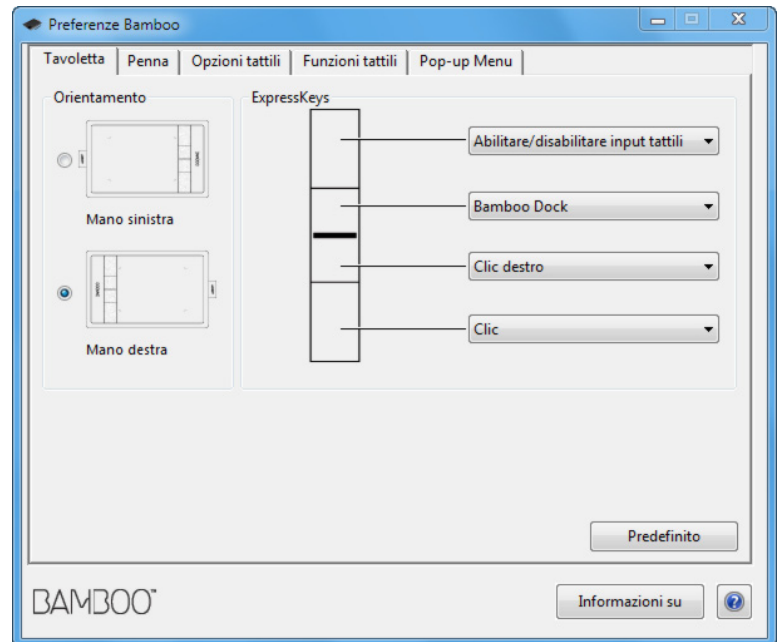 Preferenze Bamboo
Tavoletta Penna Opzioni tattili Funzioni tattili Pop-up Menu
Orientamento
ExpressKeys
Abilitare/disabilitare input tattili
Mano sinistra
Bamboo Dock
Clic destro
Clic
Mano destra
Predefinito
BAMBOO™
Informazioni su
?